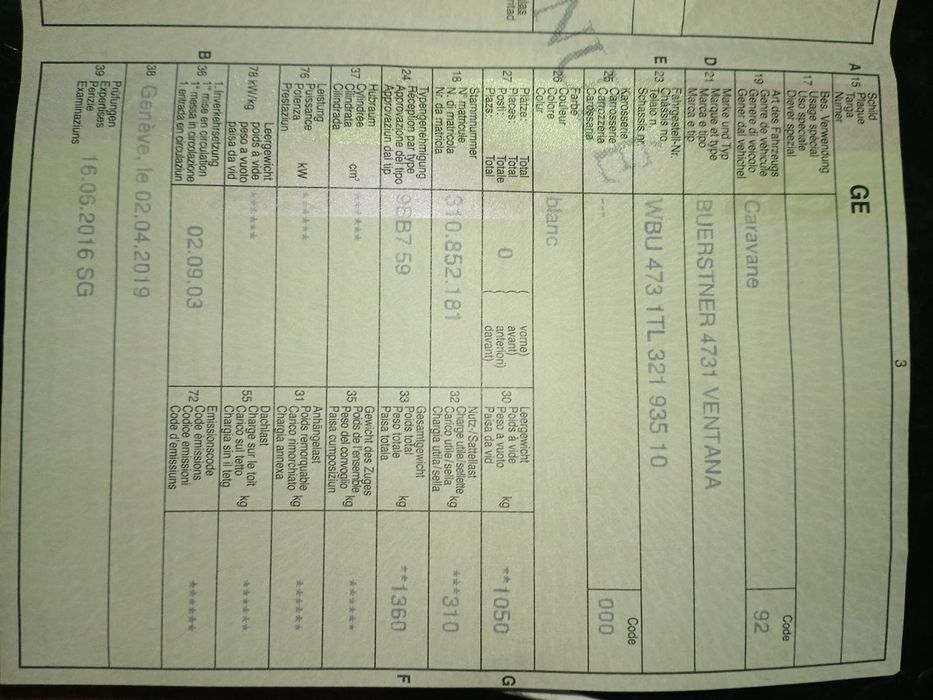 3
A 15 Schild
Plaque
Targa
Numer
GE
17 Bes. Verwendung
Usage spécial
Uso speciale
Diever spezial
Code
19 Art des Fahrzeugs
Genre de véhicule
Genere di veicolo
Gener dal vehichel
Caravane
92
D 21 Marke und Typ
Marque et type
Marca e tipo
Marca e tip
BUERSTNER 4731 VENTANA
E 23 Fahrgestell-Nr.
Châssis no
Telaio n.
Schassis nr.
WBU 473 1TL 321 935 10
Code
25 Karosserie
Carrosserie
Carrozzeria
Carossaria
---
000
26 Farbe
Couleur
Colore
Colur
blanc
27 Plätze: Total
Places: Total
Posti: Totale
Plazs: Total
0
vorne)
avant)
anteriori)
davant)
30 Leergewicht
Poids à vide
Peso a vuoto
Paisa de vid kg
**1050
G
18 Stammnummer
N° matricule
N. di matricola
Nr. da matricla
310.852.181
32 Nutz-/Sattellast
Charge utile/sellette
Carico utile/sella
Chargia utila/sella kg
***310
24 Typengenehmigung
Réception par type
Approvazione del tipo
Approvaziun dal tip
9BB7 59
33 Gesamtgewicht
Poids total
Peso totale
Paisa totala kg
**1360
F
37 Hubraum
Cylindrée
Cilindrata
Cilindrada cm³
******
35 Gewicht des Zuges
Poids de l'ensemble
Peso del convoglio
Paisa cumposiziun kg
******
76 Leistung
Puissance
Potenza
Prestaziun kW
******
31 Anhängelast
Poids remorquable
Carico rimorchiato
Chargia annexa kg
******
78 kW/kg Leergewicht
poids à vide
peso a vuoto
paisa da vid
******
55 Dachlast
Charge sur le toit
Carico sul tetto
Chargia sin il tetg kg
******
B 36 1. Inverkehrsetzung
1re mise en circulation
1a messa in circolazione
1. entrada en circulaziun
02.09.03
72 Emissionscode
Code émissions
Codice emissioni
Code d'emissiuns
******
38 Genève, le 02.04.2019
39 Prüfungen
Expertises
Perizie
Examinaziuns
16.06.2016 SG